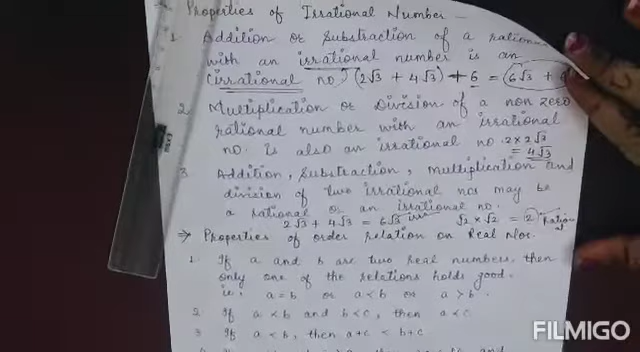 Properties of Irrational Number -
1. Addition or Substraction of a rational
with an irrational number is an
(irrational no) (2√3 + 4√3) + 6 = (6√3 +
2. Multiplication or Division of a non zero
rational number with an irrational
no. is also an irrational no. 2 x 2√3
= 4√3
3. Addition, Substraction, Multiplication and
division of two irrational nos may be
a rational or an irrational no.
2√3 + 4√3 = 6√3 irra √2 x √2 = 2
→ Properties of order relation on Real Nos.
1. If a and b are two real numbers, then
only one of the relations holds good.
ie. a = b or a < b or a > b.
2. If a < b and b < c, then a < c
3. If a < b, then a+c < b+c.
FILMIGO